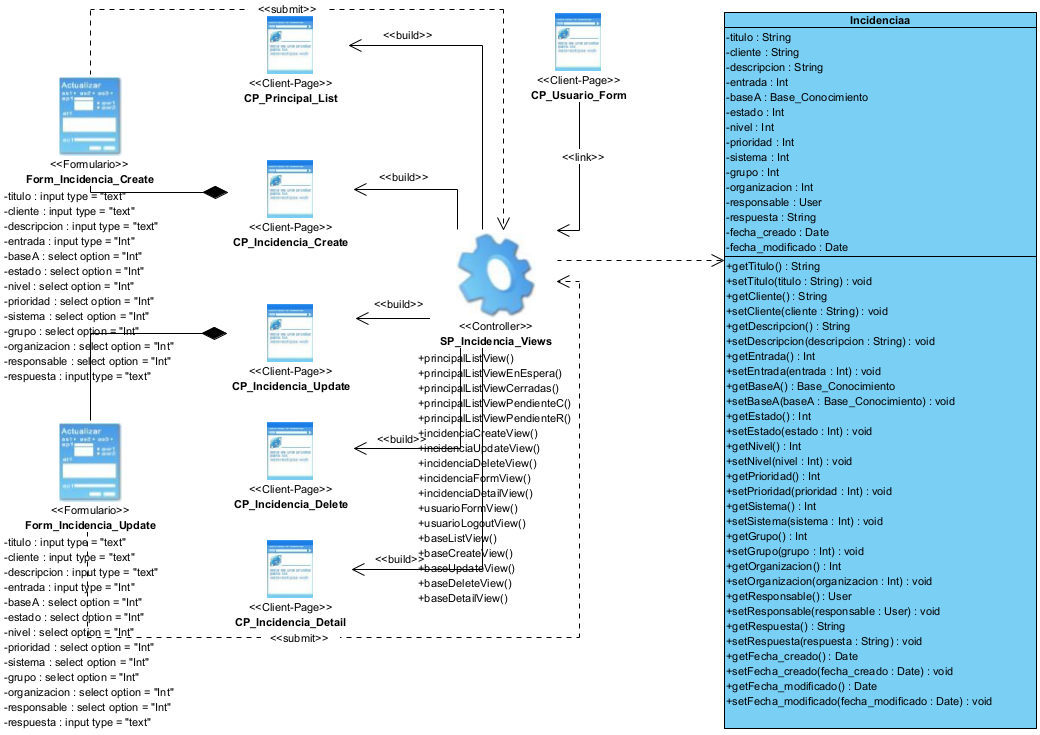 <<submit>>
<<Client-Page>>
CP_Principal_List
<<build>>
<<Client-Page>>
CP_Usuario_Form
<<link>>
Actualizar
<<Formulario>>
Form_Incidencia_Create
-titulo : input type = "text"
-cliente : input type = "text"
-descripcion : input type = "text"
-entrada : input type = "Int"
-baseA : select option = "Int"
-estado : select option = "Int"
-nivel : select option = "Int"
-prioridad : select option = "Int"
-sistema : select option = "Int"
-grupo : select option = "Int"
-organizacion : select option = "Int"
-responsable : select option = "Int"
-respuesta : input type = "text"
<<Client-Page>>
CP_Incidencia_Create
<<build>>
<<Client-Page>>
CP_Incidencia_Update
<<build>>
<<Client-Page>>
CP_Incidencia_Delete
<<build>>
<<Client-Page>>
CP_Incidencia_Detail
<<build>>
Actualizar
<<Formulario>>
Form_Incidencia_Update
-titulo : input type = "text"
-cliente : input type = "text"
-descripcion : input type = "text"
-entrada : input type = "Int"
-baseA : select option = "Int"
-estado : select option = "Int"
-nivel : select option = "Int"
-prioridad : select option = "Int"
-sistema : select option = "Int"
-grupo : select option = "Int"
-organizacion : select option = "Int"
-responsable : select option = "Int"
-respuesta : input type = "text"
<<submit>>
<<Controller>>
SP_Incidencia_Views
+principalListView()
+principalListViewEnEspera()
+principalListViewCerradas()
+principalListViewPendienteC()
+principalListViewPendienteR()
+incidenciaCreateView()
+incidenciaUpdateView()
+incidenciaDeleteView()
+incidenciaFormView()
+incidenciaDetailView()
+usuarioFormView()
+usuarioLogoutView()
+baseListView()
+baseCreateView()
+baseUpdateView()
+baseDeleteView()
+baseDetailView()
Incidenciaa
-titulo : String
-cliente : String
-descripcion : String
-entrada : Int
-baseA : Base_Conocimiento
-estado : Int
-nivel : Int
-prioridad : Int
-sistema : Int
-grupo : Int
-organizacion : Int
-responsable : User
-respuesta : String
-fecha_creado : Date
-fecha_modificado : Date
+getTitulo() : String
+setTitulo(titulo : String) : void
+getCliente() : String
+setCliente(cliente : String) : void
+getDescripcion() : String
+setDescripcion(descripcion : String) : void
+getEntrada() : Int
+setEntrada(entrada : Int) : void
+getBaseA() : Base_Conocimiento
+setBaseA(baseA : Base_Conocimiento) : void
+getEstado() : Int
+setEstado(estado : Int) : void
+getNivel() : Int
+setNivel(nivel : Int) : void
+getPrioridad() : Int
+setPrioridad(prioridad : Int) : void
+getSistema() : Int
+setSistema(sistema : Int) : void
+getGrupo() : Int
+setGrupo(grupo : Int) : void
+getOrganizacion() : Int
+setOrganizacion(organizacion : Int) : void
+getResponsable() : User
+setResponsable(responsable : User) : void
+getRespuesta() : String
+setRespuesta(respuesta : String) : void
+getFecha_creado() : Date
+setFecha_creado(fecha_creado : Date) : void
+getFecha_modificado() : Date
+setFecha_modificado(fecha_modificado : Date) : void